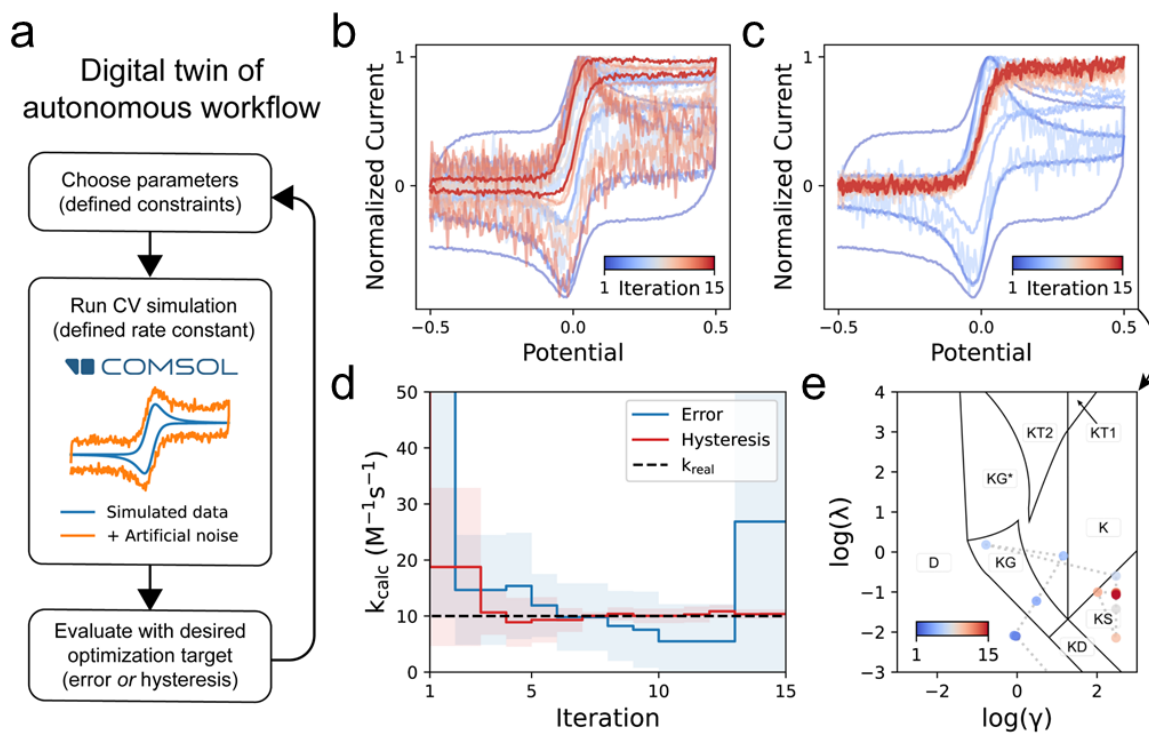 a
Digital twin of
autonomous workflow
Choose parameters
(defined constraints)
Run CV simulation
(defined rate constant)
COMSOL
Simulated data
+ Artificial noise
Evaluate with desired
optimization target
(error or hysteresis)
b
Normalized Current
1
0
1 Iteration 15
−0.5 0.0 0.5
Potential
c
Normalized Current
1
0
1 Iteration 15
−0.5 0.0 0.5
Potential
d
kcalc (M⁻¹s⁻¹)
50
40
30
20
10
0
Error
Hysteresis
kreal
1 5 10 15
Iteration
e
log(λ)
4
3
2
1
0
−1
−2
−3
KT2
KT1
KG*
K
D
KG
KS
KD
1 15
−2 0 2
log(γ)